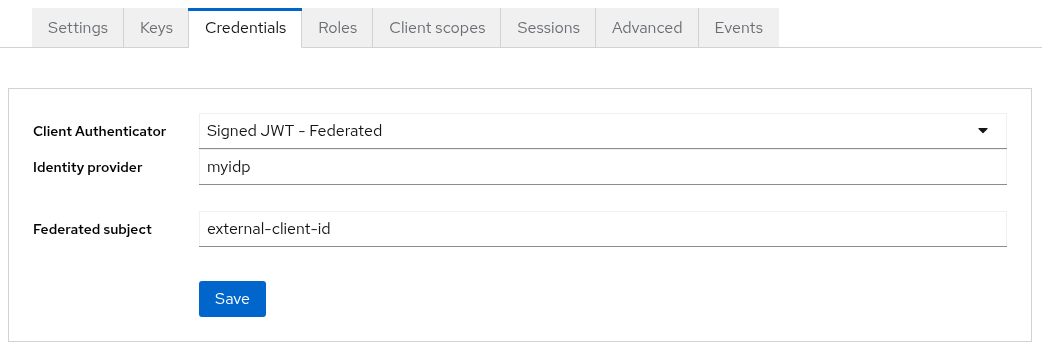 Settings Keys Credentials Roles Client scopes Sessions Advanced Events
Client Authenticator Signed JWT - Federated
Identity provider myidp
Federated subject external-client-id
Save